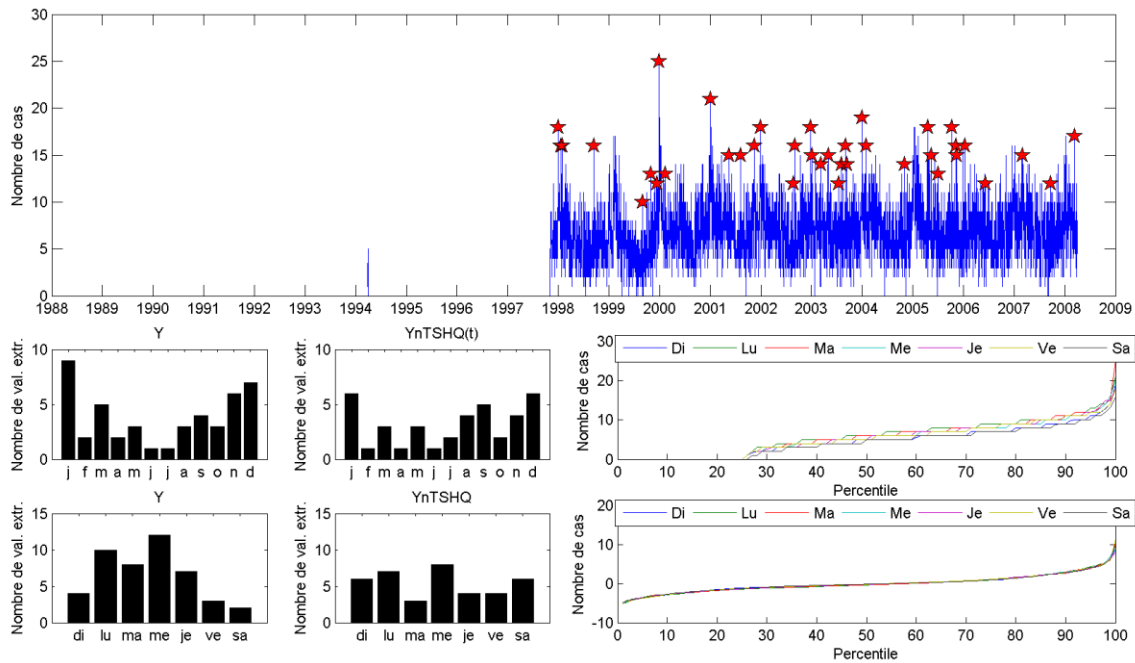 Nombre de cas
30
25
20
15
10
5
0
1988 1989 1990 1991 1992 1993 1994 1995 1996 1997 1998 1999 2000 2001 2002 2003 2004 2005 2006 2007 2008 2009
Y
Nombre de val. extr.
10
5
0
j f m a m j j a s o n d
YnTSHQ(t)
Nombre de val. extr.
10
5
0
j f m a m j j a s o n d
Nombre de cas
30
20
10
0
Di Lu Ma Me Je Ve Sa
0 10 20 30 40 50 60 70 80 90 100
Percentile
Y
Nombre de val. extr.
15
10
5
0
di lu ma me je ve sa
YnTSHQ
Nombre de val. extr.
15
10
5
0
di lu ma me je ve sa
Nombre de cas
20
10
0
-10
Di Lu Ma Me Je Ve Sa
0 10 20 30 40 50 60 70 80 90 100
Percentile